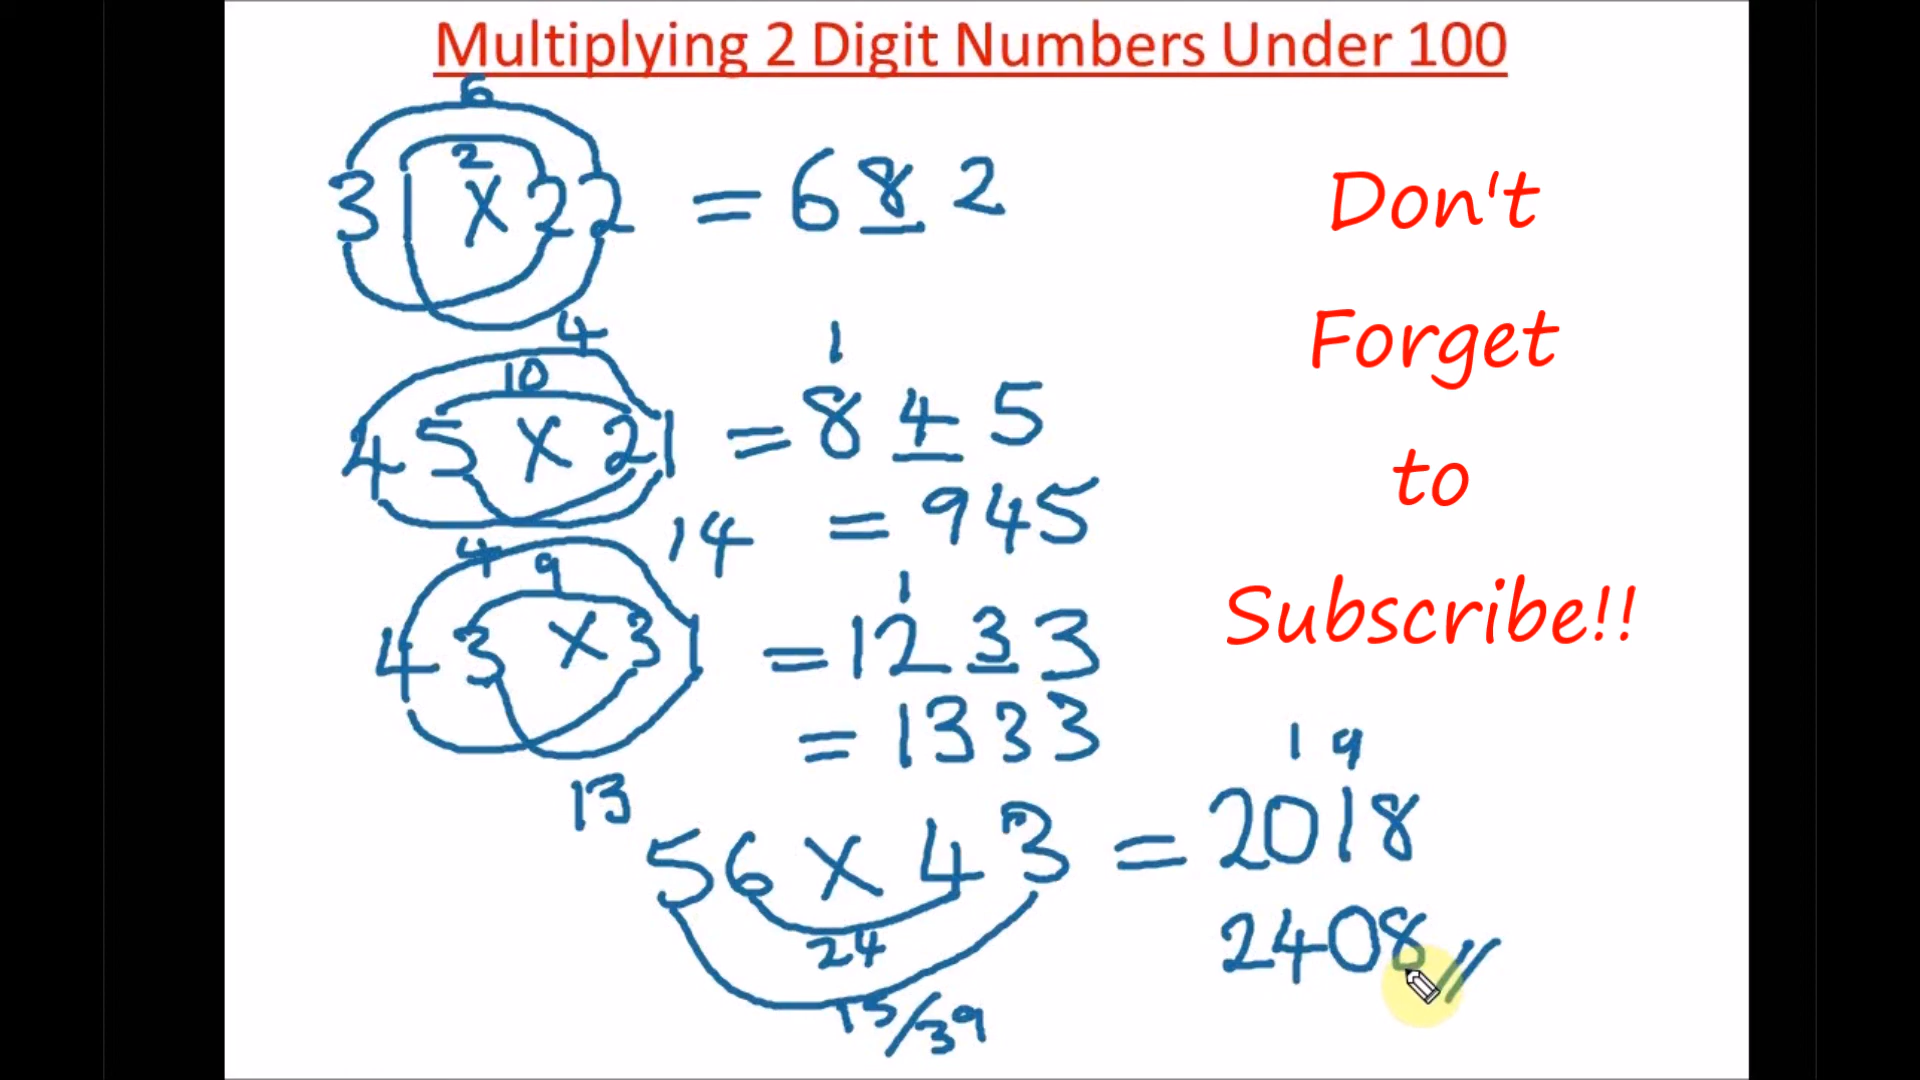 Multiplying 2 Digit Numbers Under 100
6
2
31 X 22 = 682
4
10
1
45 X 21 = 845
14 = 945
4
9
1
43 X 31 = 1233
= 1333
13
1 9
56 X 43 = 2018
24
2408 //
15/39
Don't
Forget
to
Subscribe!!